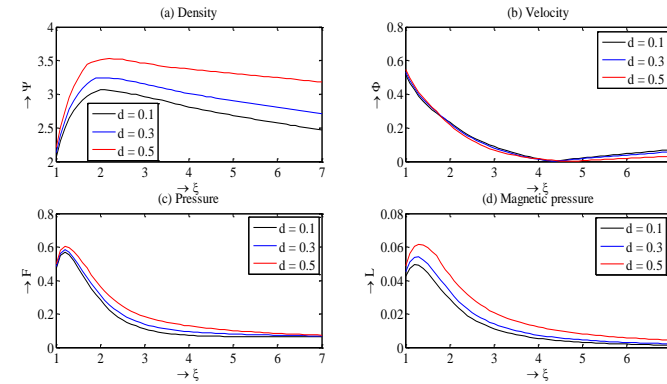 (a) Density
4
3.5
3
2.5
2
→ Ψ
d = 0.1
d = 0.3
d = 0.5
1 2 3 4 5 6 7
→ ξ
(b) Velocity
0.8
0.6
0.4
0.2
0
→ Φ
d = 0.1
d = 0.3
d = 0.5
1 2 3 4 5 6
→ ξ
(c) Pressure
0.8
0.6
0.4
0.2
0
→ F
d = 0.1
d = 0.3
d = 0.5
1 2 3 4 5 6 7
→ ξ
(d) Magnetic pressure
0.08
0.06
0.04
0.02
0
→ L
d = 0.1
d = 0.3
d = 0.5
1 2 3 4 5 6
→ ξ